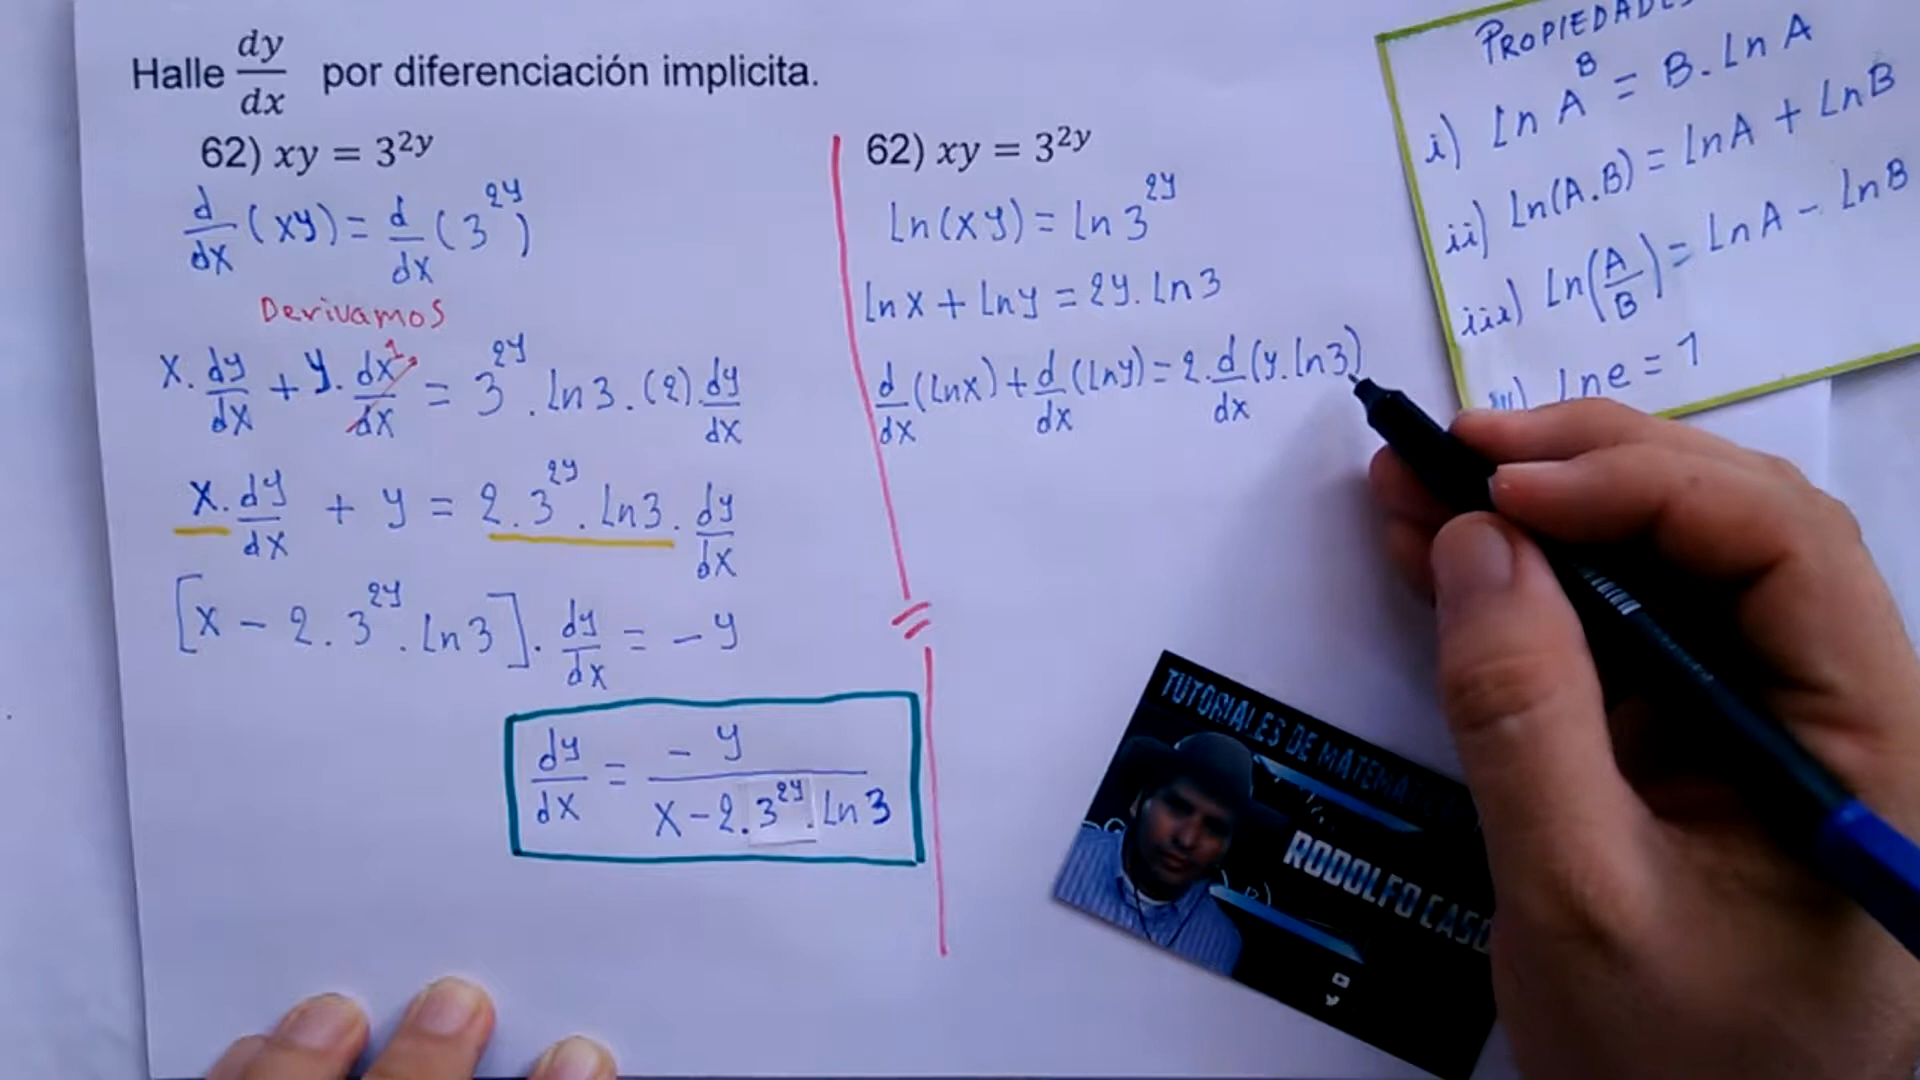 Halle dy/dx por diferenciación implicita.
62) xy = 3^{2y}
d/dx (xy) = d/dx (3^{2y})
Derivamos
x. dy/dx + y. dx/dx 1 = 3^{2y} . ln3 . (2) . dy/dx
x. dy/dx + y = 2 . 3^{2y} . ln3 . dy/dx
[x - 2 . 3^{2y} . ln3] . dy/dx = - y
dy/dx = - y / x - 2 . 3^{2y} . ln3
62) xy = 3^{2y}
ln(xy) = ln 3^{2y}
lnx + lny = 2y. ln3
d/dx (lnx) + d/dx (lny) = 2. d/dx (y. ln3)
PROPIEDADES
i) ln A^B = B. ln A
ii) ln(A.B) = lnA + lnB
iii) ln(A/B) = lnA - lnB
lne = 1
TUTORIALES DE
RODOLFO